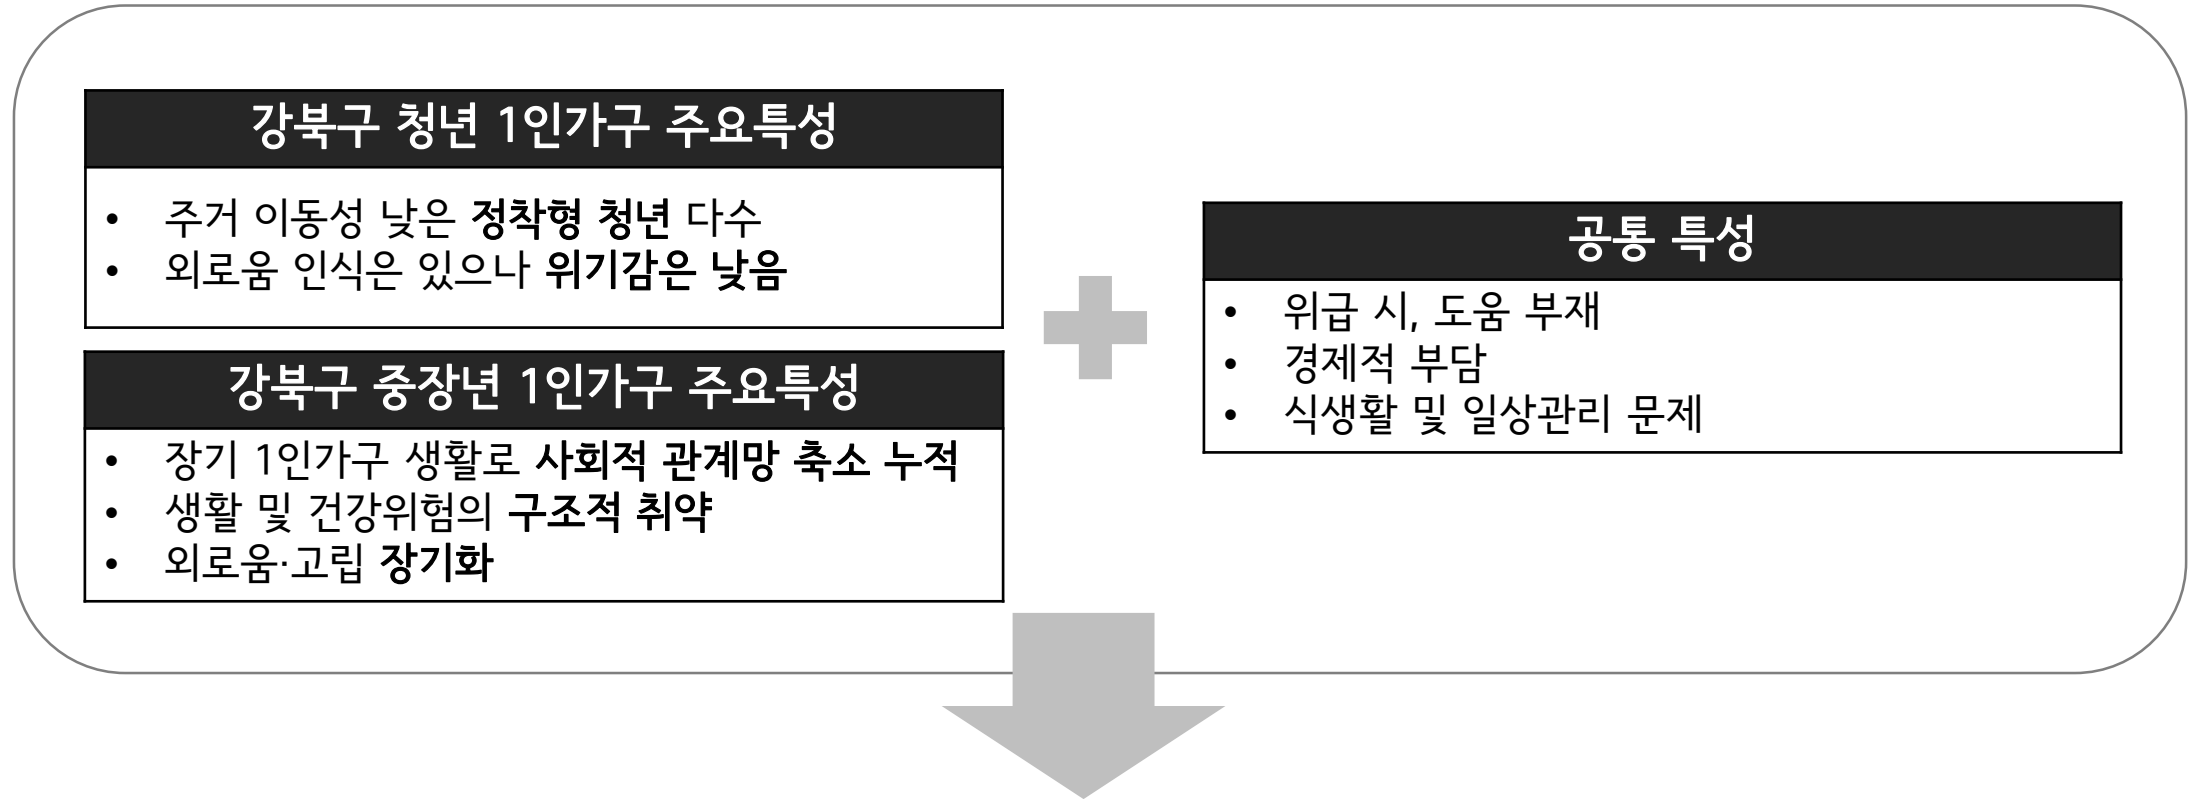 강북구 청년 1인가구 주요특성
• 주거 이동성 낮은 정착형 청년 다수
• 외로움 인식은 있으나 위기감은 낮음
강북구 중장년 1인가구 주요특성
• 장기 1인가구 생활로 사회적 관계망 축소 누적
• 생활 및 건강위험의 구조적 취약
• 외로움·고립 장기화
공통 특성
• 위급 시, 도움 부재
• 경제적 부담
• 식생활 및 일상관리 문제